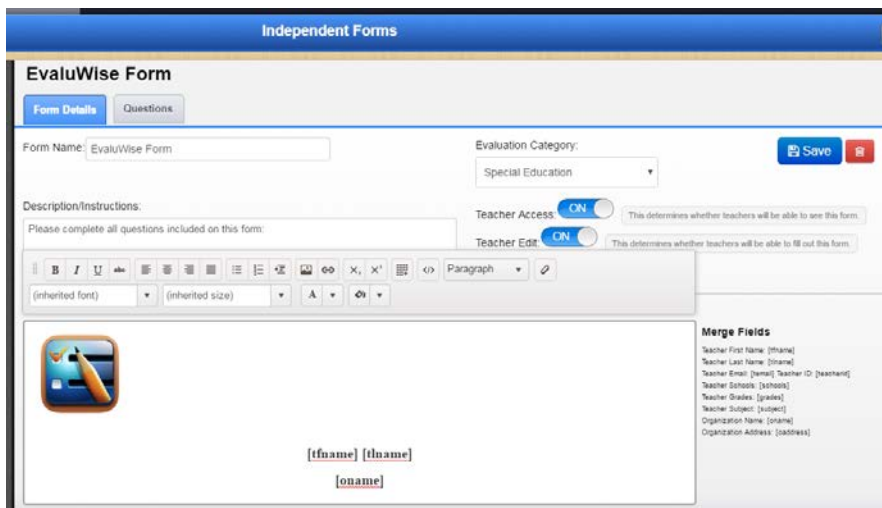 Independent Forms
EvaluWise Form
Form Details
Questions
Form Name: EvaluWise Form
Evaluation Category:
Special Education
Save
Description/Instructions:
Please complete all questions included on this form:
Teacher Access: ON
This determines whether teachers will be able to see this form.
Teacher Edit: ON
This determines whether teachers will be able to fill out this form.
B I U abc X, X' </> Paragraph
(inherited font) (inherited size) A
Merge Fields
Teacher First Name: [tfname]
Teacher Last Name: [tlname]
Teacher Email: [temail] Teacher ID: [teacherid]
Teacher Schools: [schools]
Teacher Grades: [grades]
Teacher Subject: [subject]
Organization Name: [oname]
Organization Address: [oaddress]
[tfname] [tlname]
[oname]